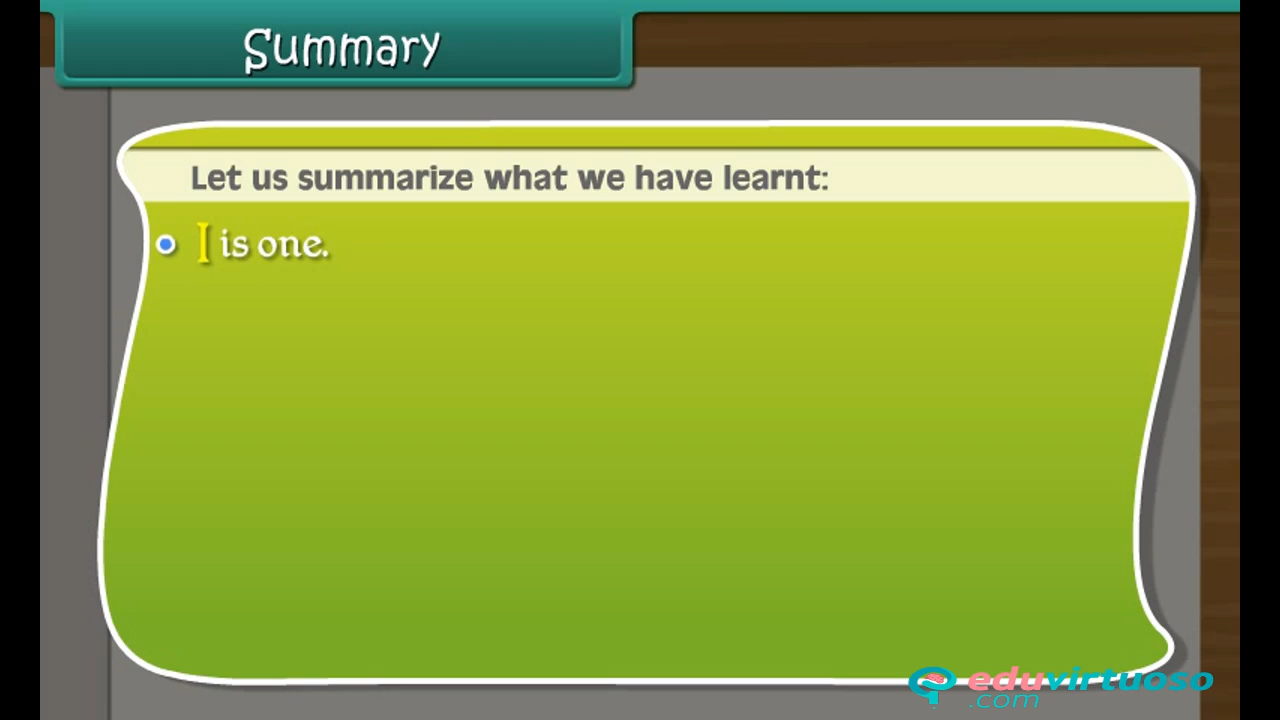 Summary
Let us summarize what we have learnt:
I is one.
eduvirtuoso
.com